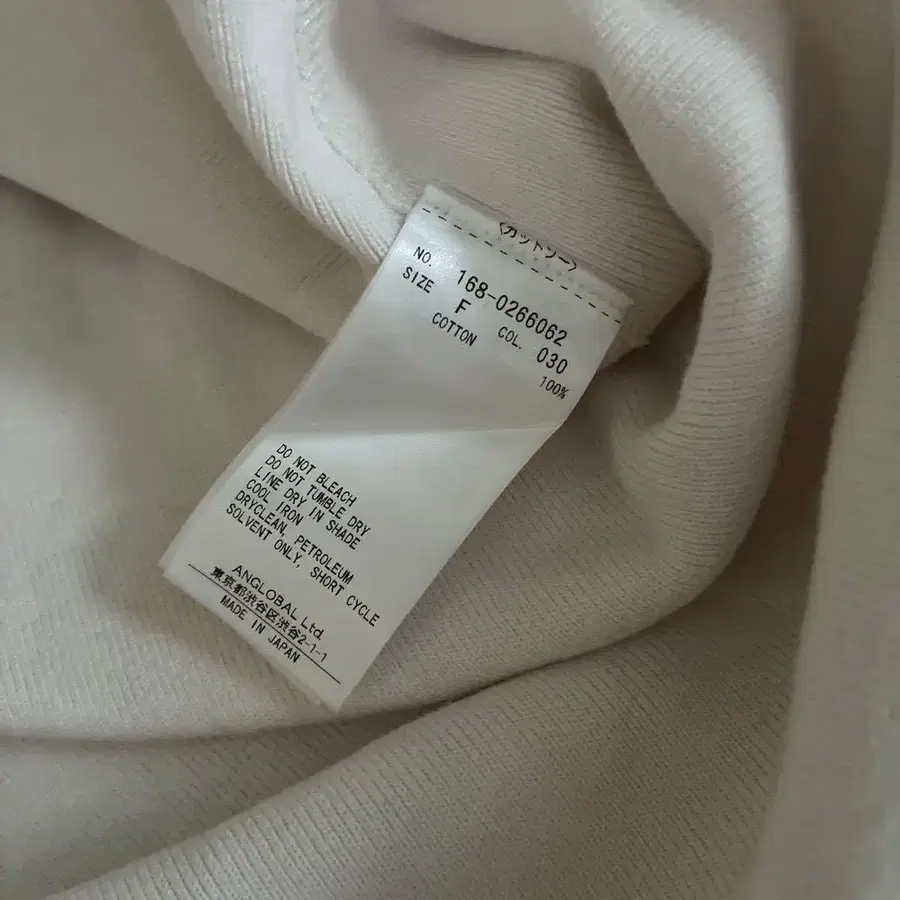 〈カットソー〉
NO. 168-0266062
SIZE F COL. 030
COTTON 100%
DO NOT BLEACH
DO NOT TUMBLE DRY
LINE DRY IN SHADE
COOL IRON
DRYCLEAN, PETROLEUM
SOLVENT ONLY, SHORT CYCLE
ANGLOBAL Ltd.
東京都渋谷区渋谷2-1-1
MADE IN JAPAN